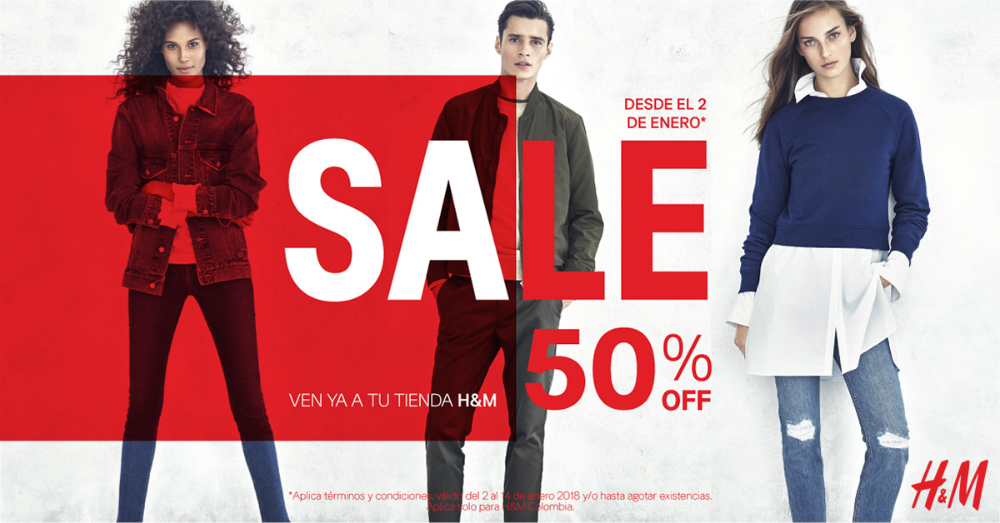 DESDE EL 2
DE ENERO*
SALE
50%
OFF
VEN YA A TU TIENDA H&M
*Aplica términos y condiciones, válido del 2 al 14 de enero 2018 y/o hasta agotar existencias.
Aplica solo para H&M Colombia.
H&M